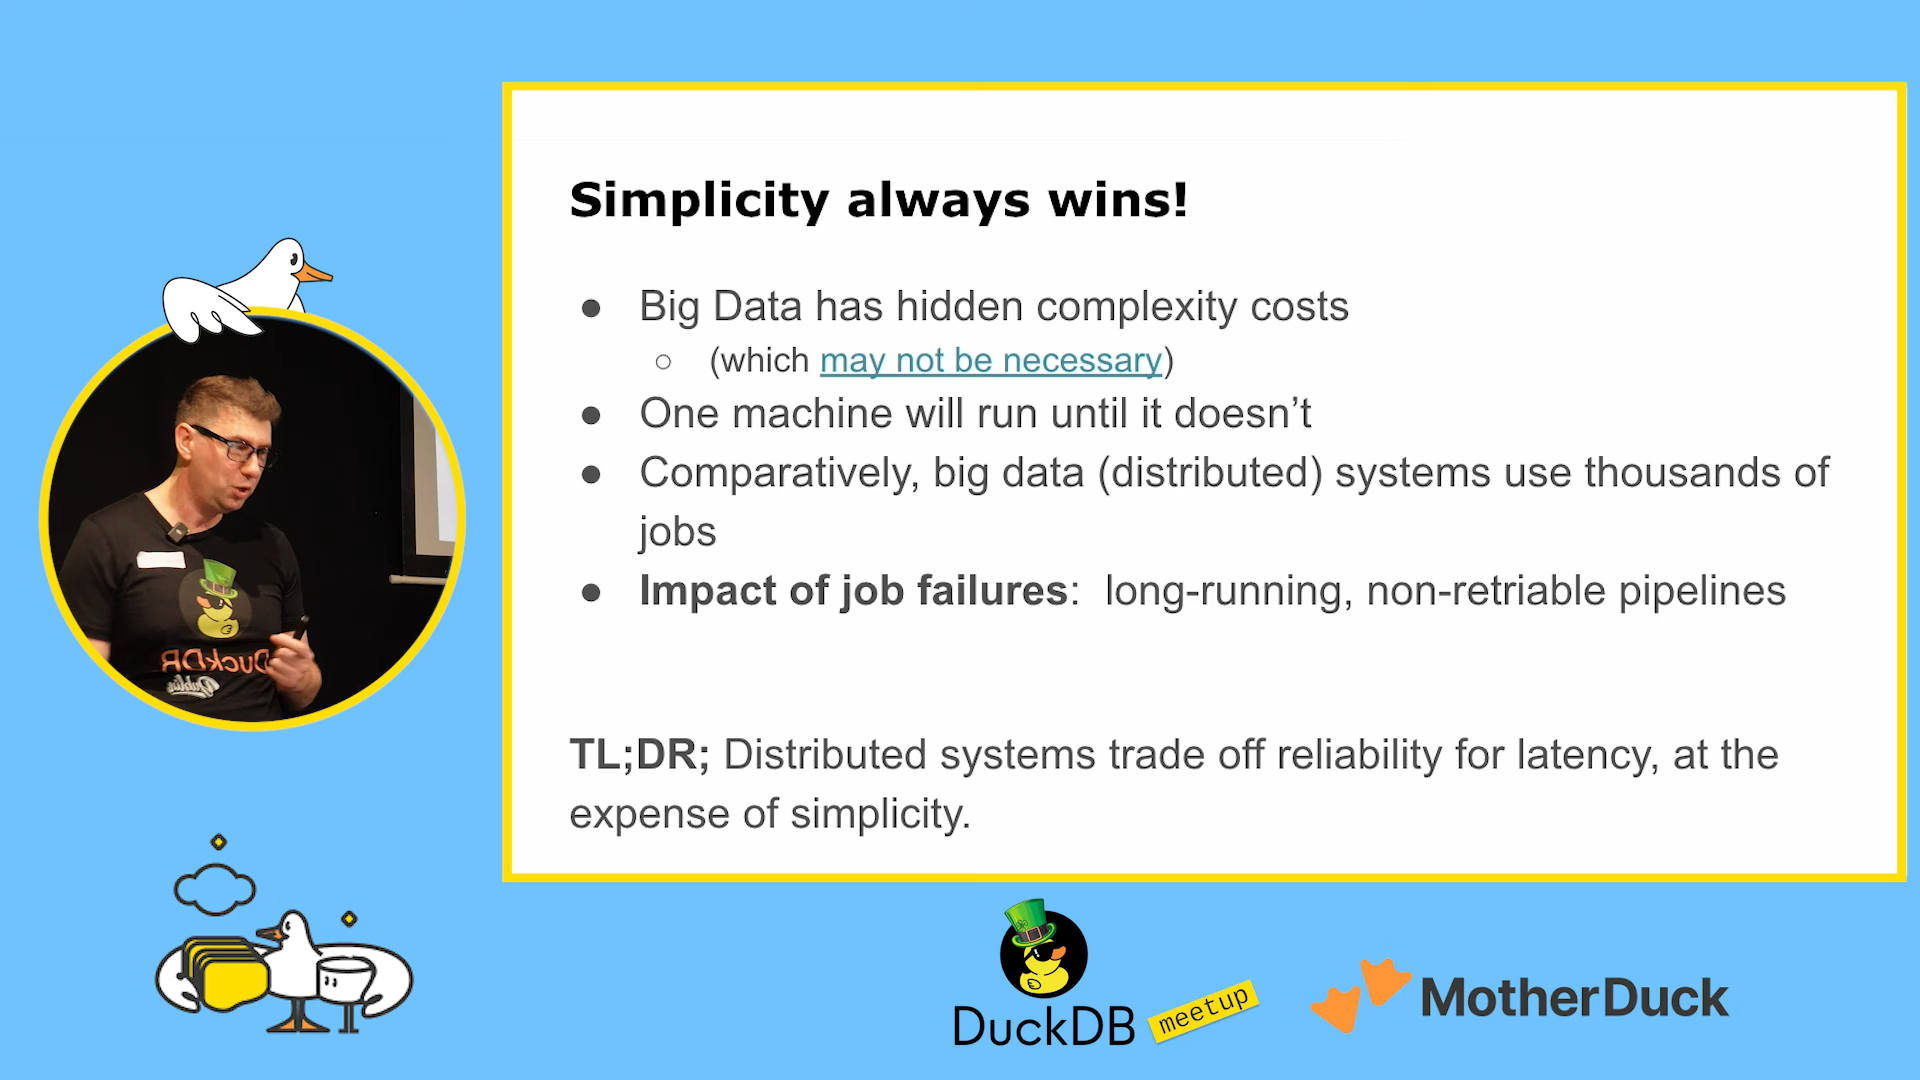 Simplicity always wins!
● Big Data has hidden complexity costs
○ (which may not be necessary)
● One machine will run until it doesn’t
● Comparatively, big data (distributed) systems use thousands of
jobs
● Impact of job failures: long-running, non-retriable pipelines
TL;DR; Distributed systems trade off reliability for latency, at the
expense of simplicity.
DuckDB
Dublin
DuckDB meetup
MotherDuck